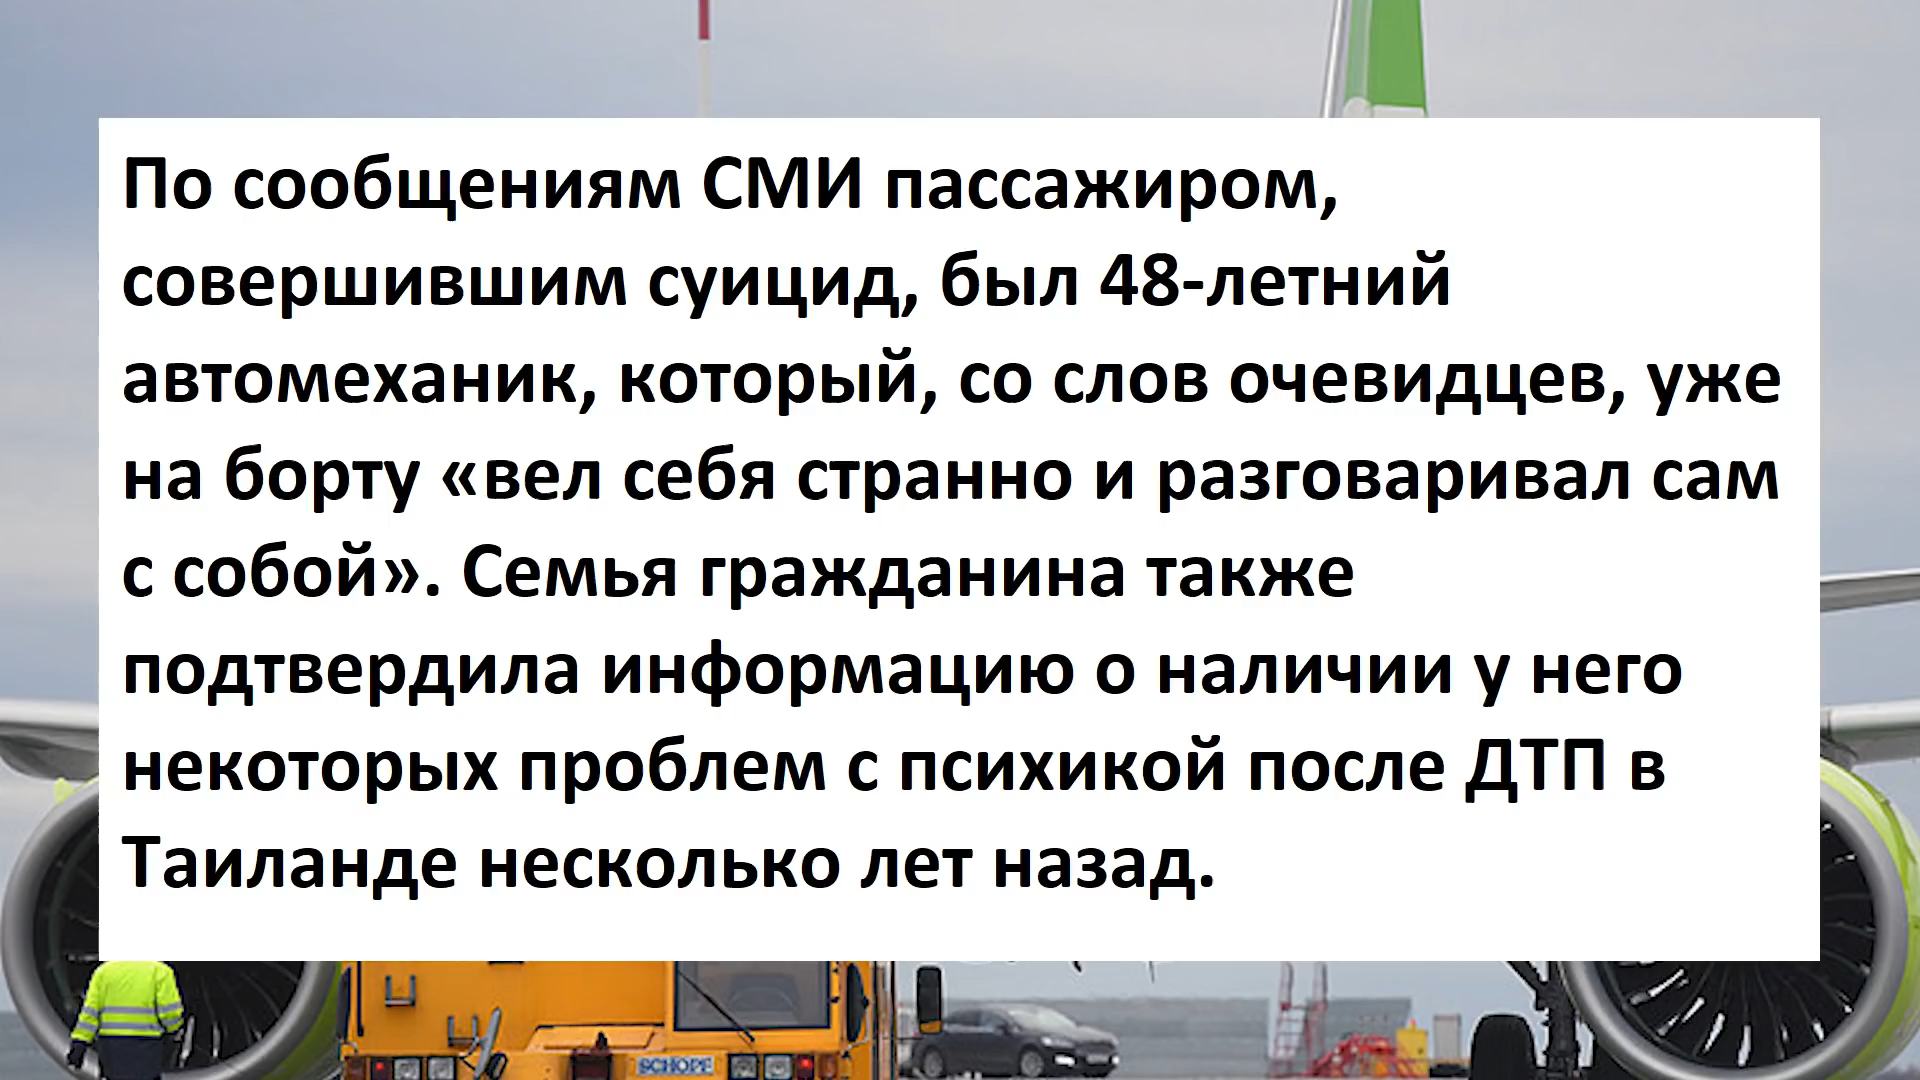 По сообщениям СМИ пассажиром,
совершившим суицид, был 48-летний
автомеханик, который, со слов очевидцев, уже
на борту «вел себя странно и разговаривал сам
с собой». Семья гражданина также
подтвердила информацию о наличии у него
некоторых проблем с психикой после ДТП в
Таиланде несколько лет назад.
SCHOPF